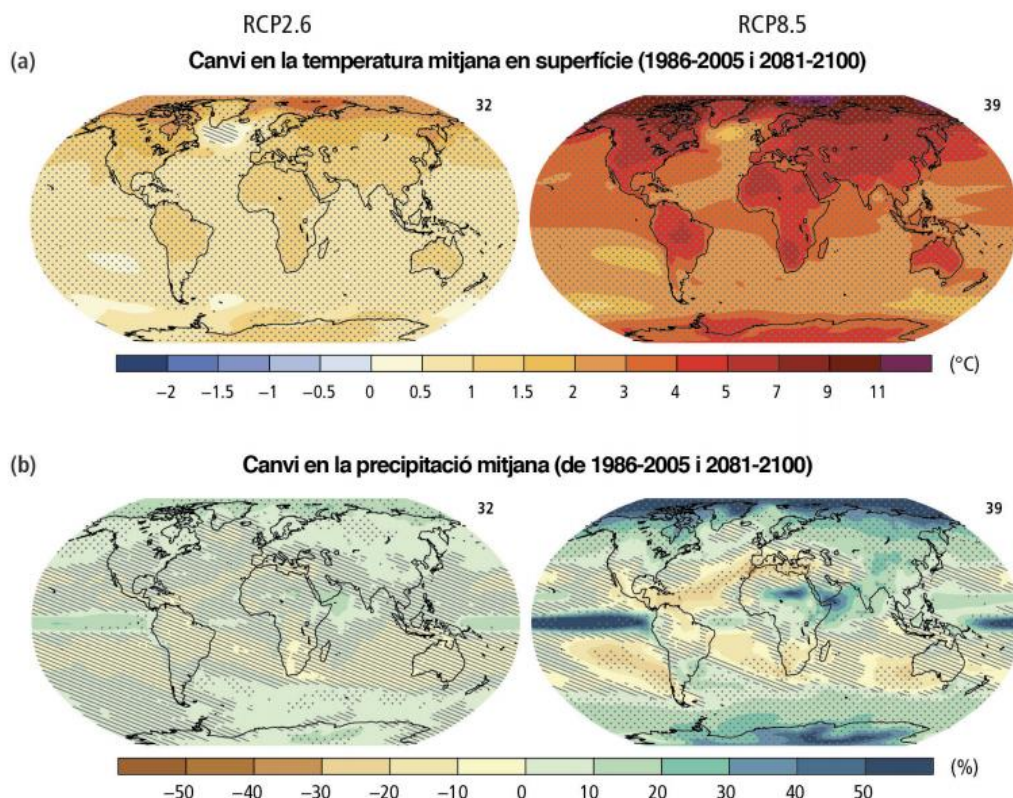 RCP2.6 RCP8.5
(a) Canvi en la temperatura mitjana en superfície (1986-2005 i 2081-2100)
32 39
−2 −1.5 −1 −0.5 0 0.5 1 1.5 2 3 4 5 7 9 11 (°C)
(b) Canvi en la precipitació mitjana (de 1986-2005 i 2081-2100)
32 39
−50 −40 −30 −20 −10 0 10 20 30 40 50 (%)